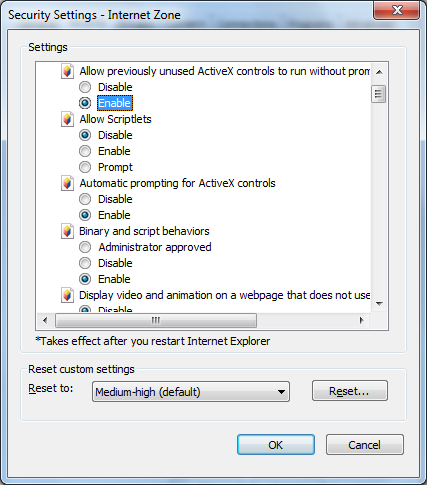 Security Settings - Internet Zone
Settings
Allow previously unused ActiveX controls to run without prom
Disable
Enable
Allow Scriptlets
Disable
Enable
Prompt
Automatic prompting for ActiveX controls
Disable
Enable
Binary and script behaviors
Administrator approved
Disable
Enable
Display video and animation on a webpage that does not use
Disable
*Takes effect after you restart Internet Explorer
Reset custom settings
Reset to: Medium-high (default) Reset...
OK Cancel